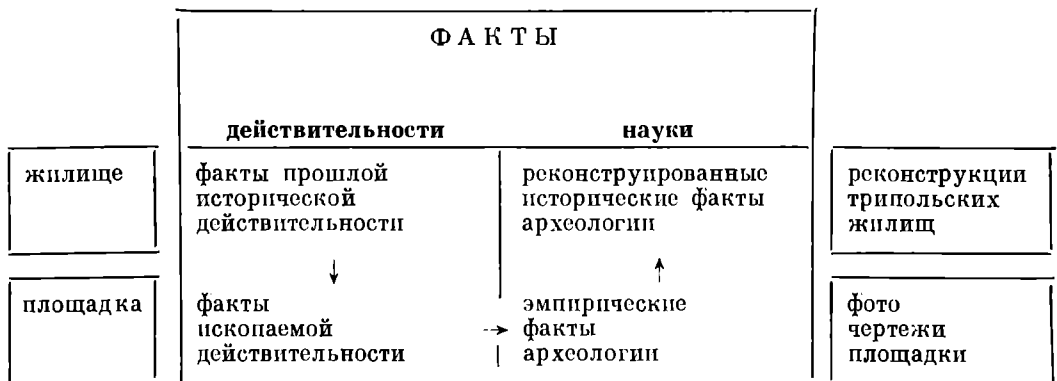 ФАКТЫ
действительности науки
жилище факты прошлой реконструированные реконструкции
исторической исторические факты трипольских
действительности археологии жилищ
площадка факты эмпирические фото
ископаемой факты чертежи
действительности археологии площадки